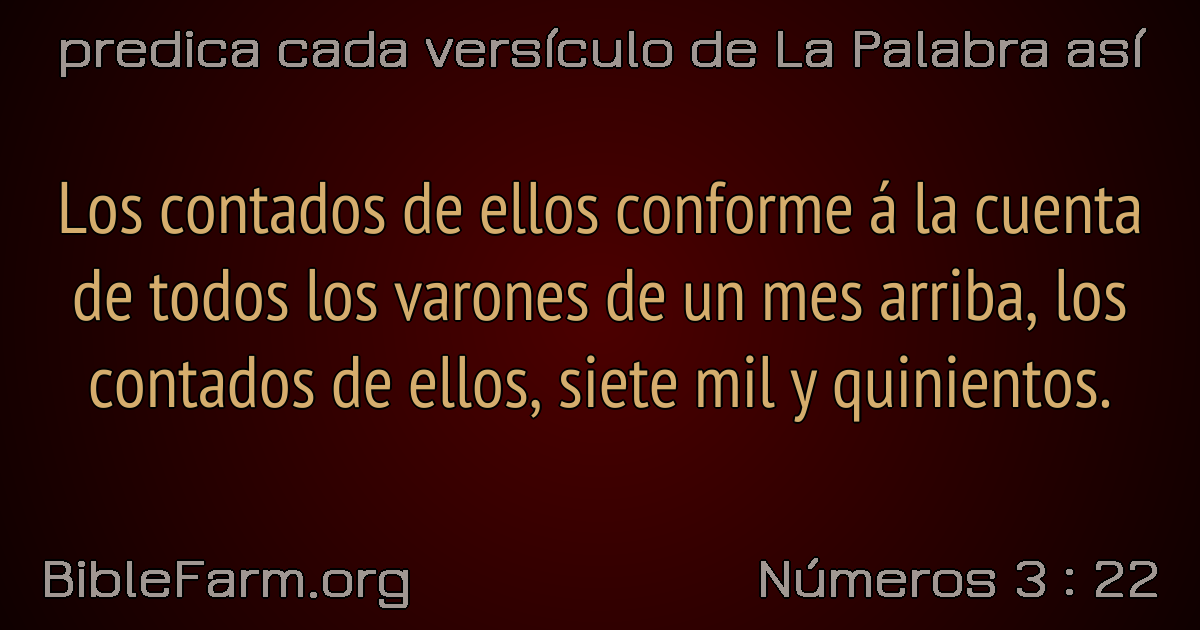 predica cada versículo de La Palabra así
Los contados de ellos conforme á la cuenta
de todos los varones de un mes arriba, los
contados de ellos, siete mil y quinientos.
BibleFarm.org
Números 3 : 22